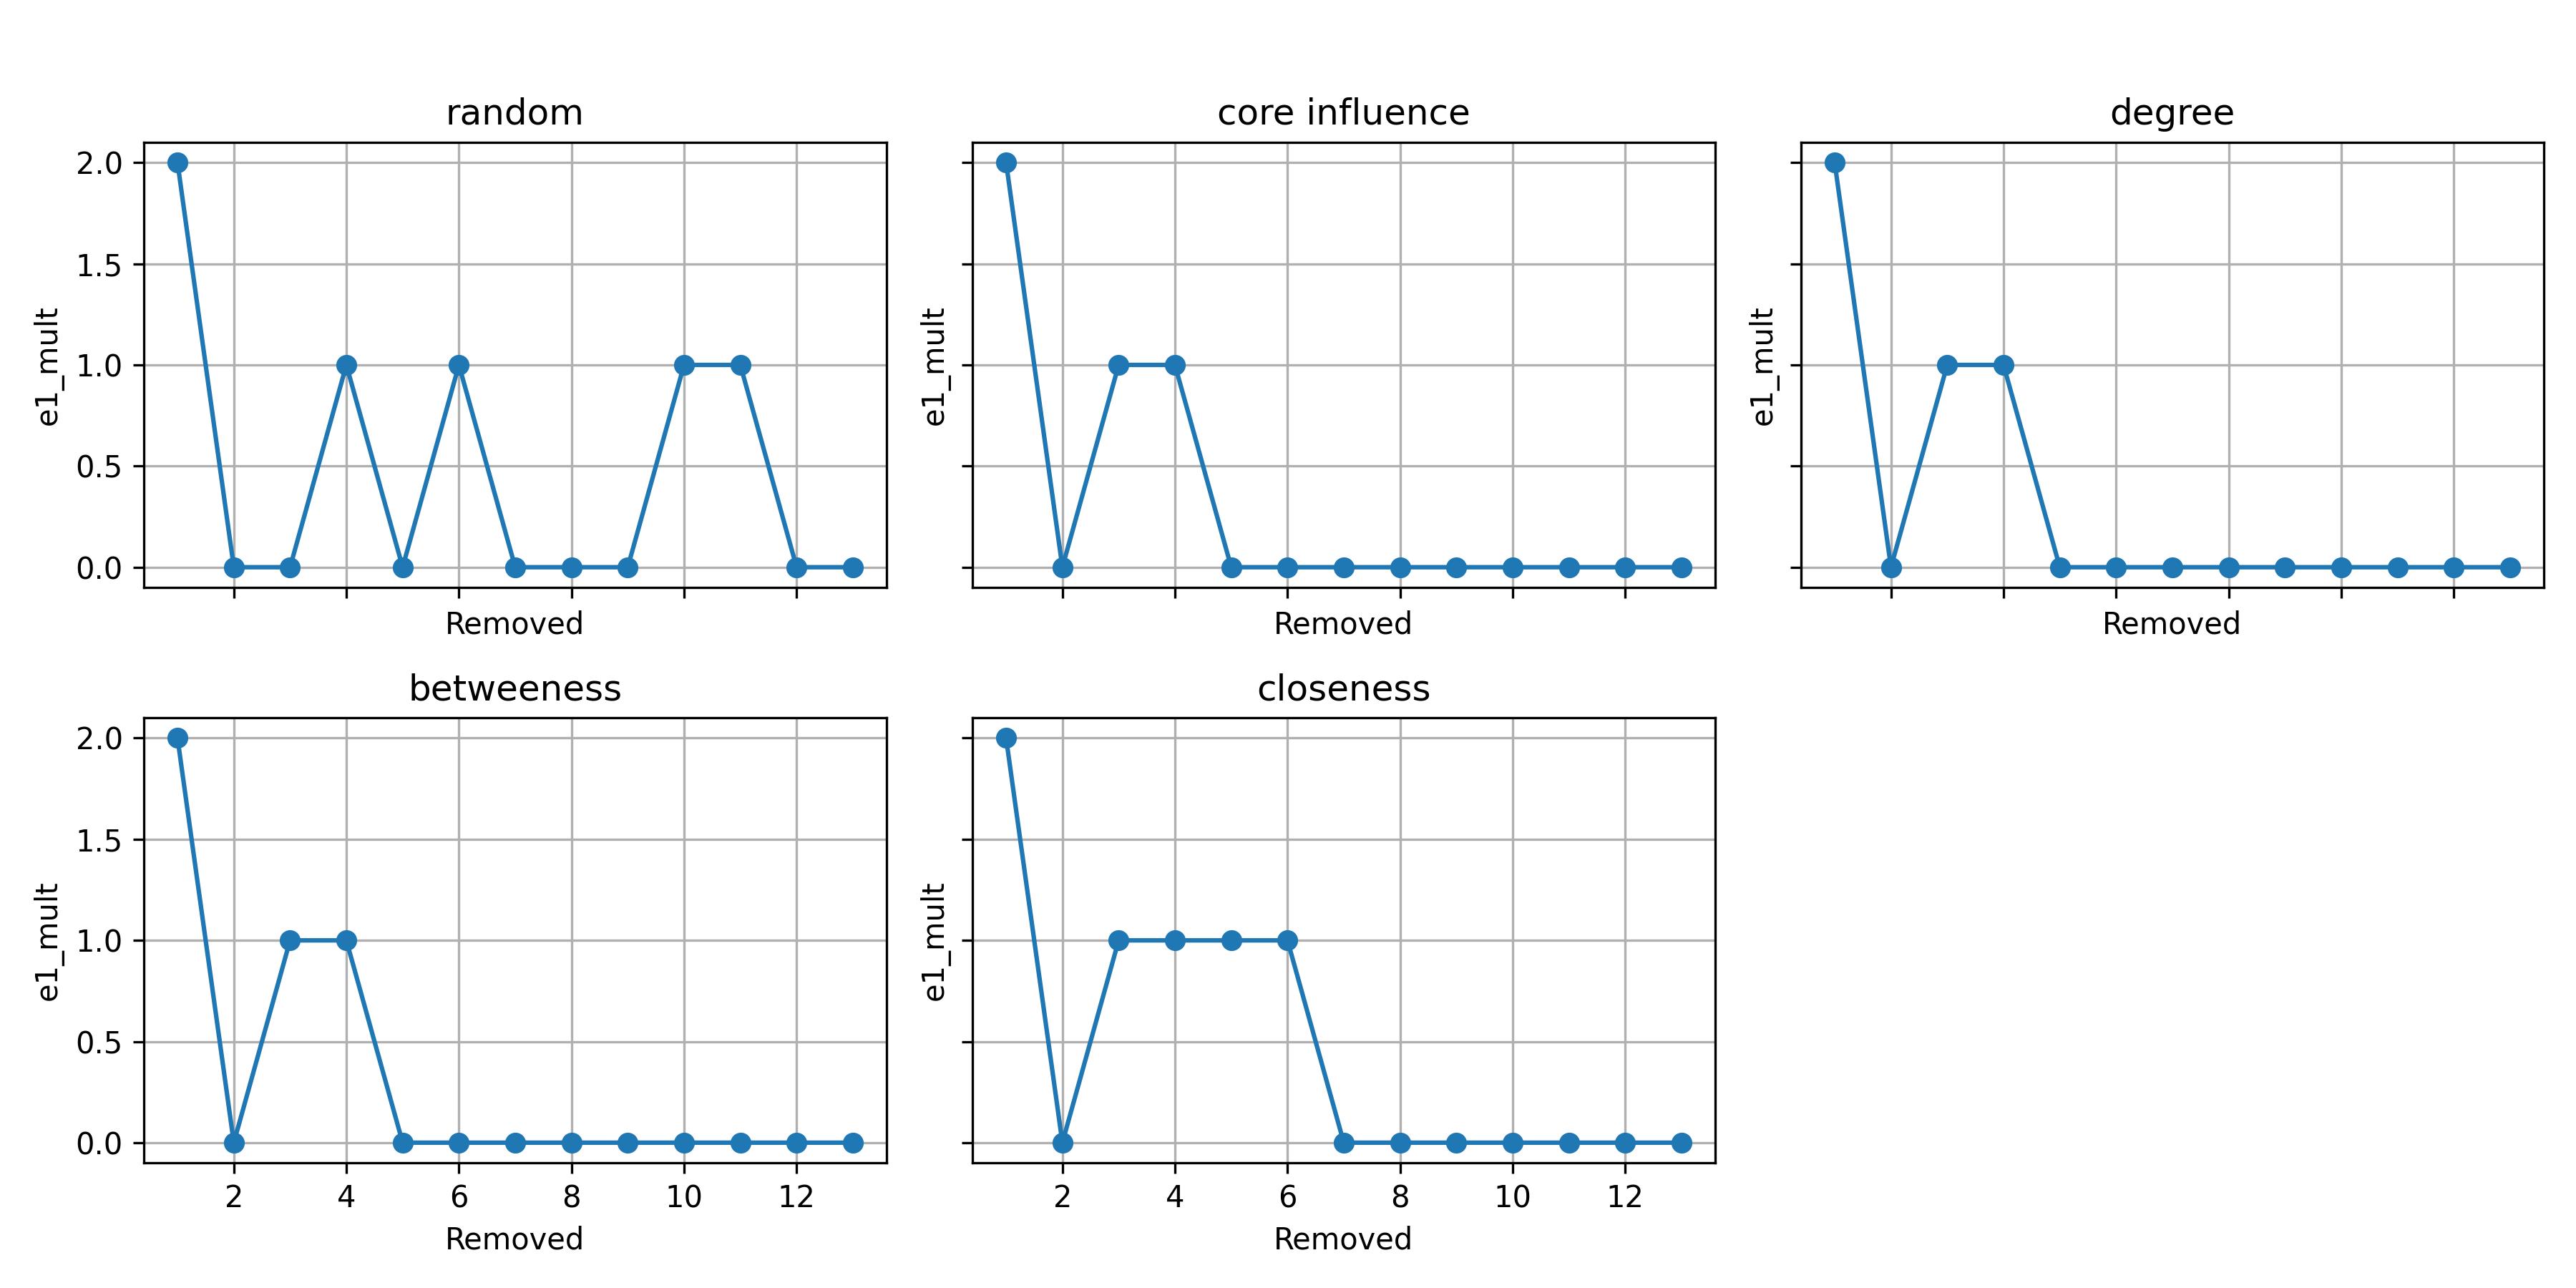 random
core influence
degree
2.0
1.5
1.0
0.5
0.0
e1_mult
e1_mult
e1_mult
Removed
Removed
Removed
betweeness
closeness
2.0
1.5
1.0
0.5
0.0
e1_mult
e1_mult
2 4 6 8 10 12
2 4 6 8 10 12
Removed
Removed